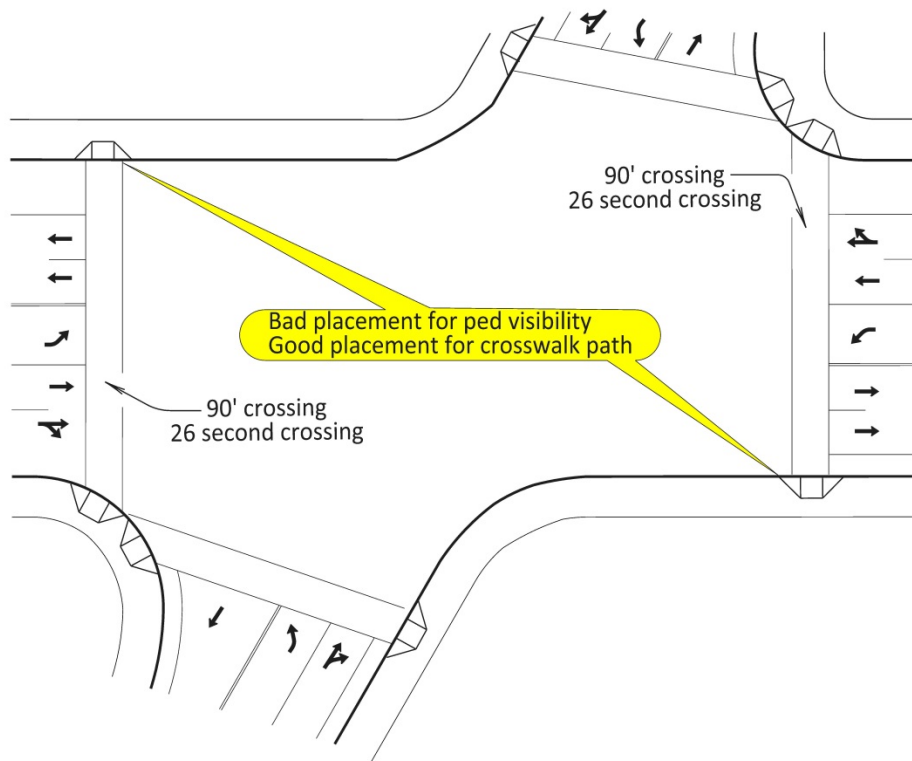 90' crossing
26 second crossing
Bad placement for ped visibility
Good placement for crosswalk path
90' crossing
26 second crossing